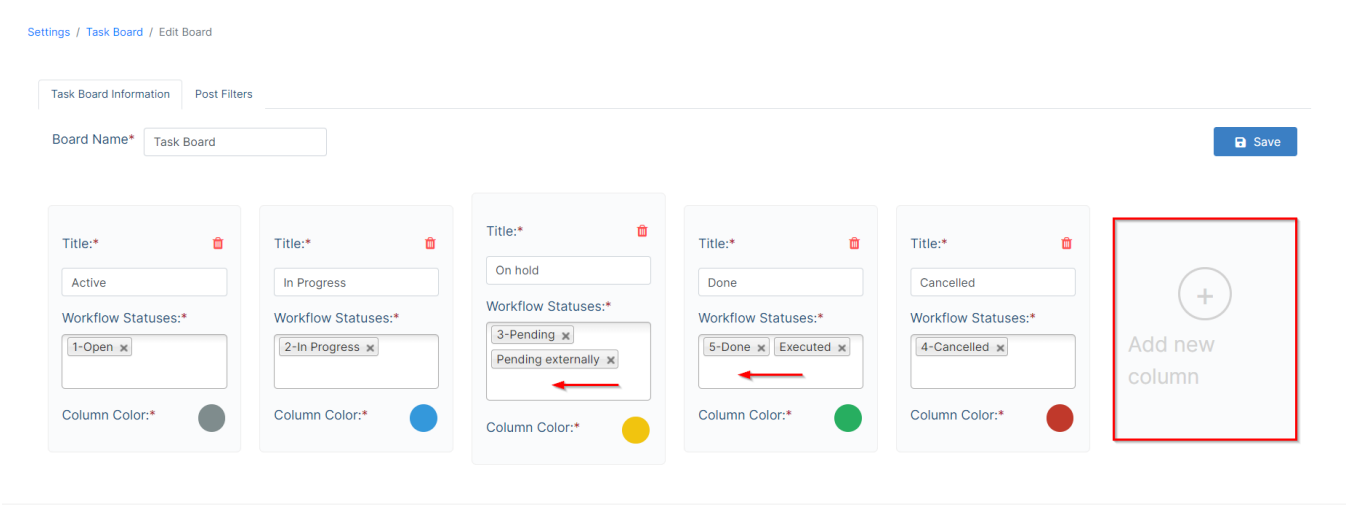 Settings / Task Board / Edit Board
Task Board Information
Post Filters
Board Name*
Task Board
Save
Title:*
Active
Workflow Statuses:*
1-Open ×
Column Color:*
Title:*
In Progress
Workflow Statuses:*
2-In Progress ×
Column Color:*
Title:*
On hold
Workflow Statuses:*
3-Pending ×
Pending externally ×
Column Color:*
Title:*
Done
Workflow Statuses:*
5-Done × Executed ×
Column Color:*
Title:*
Cancelled
Workflow Statuses:*
4-Cancelled ×
Column Color:*
Add new
column